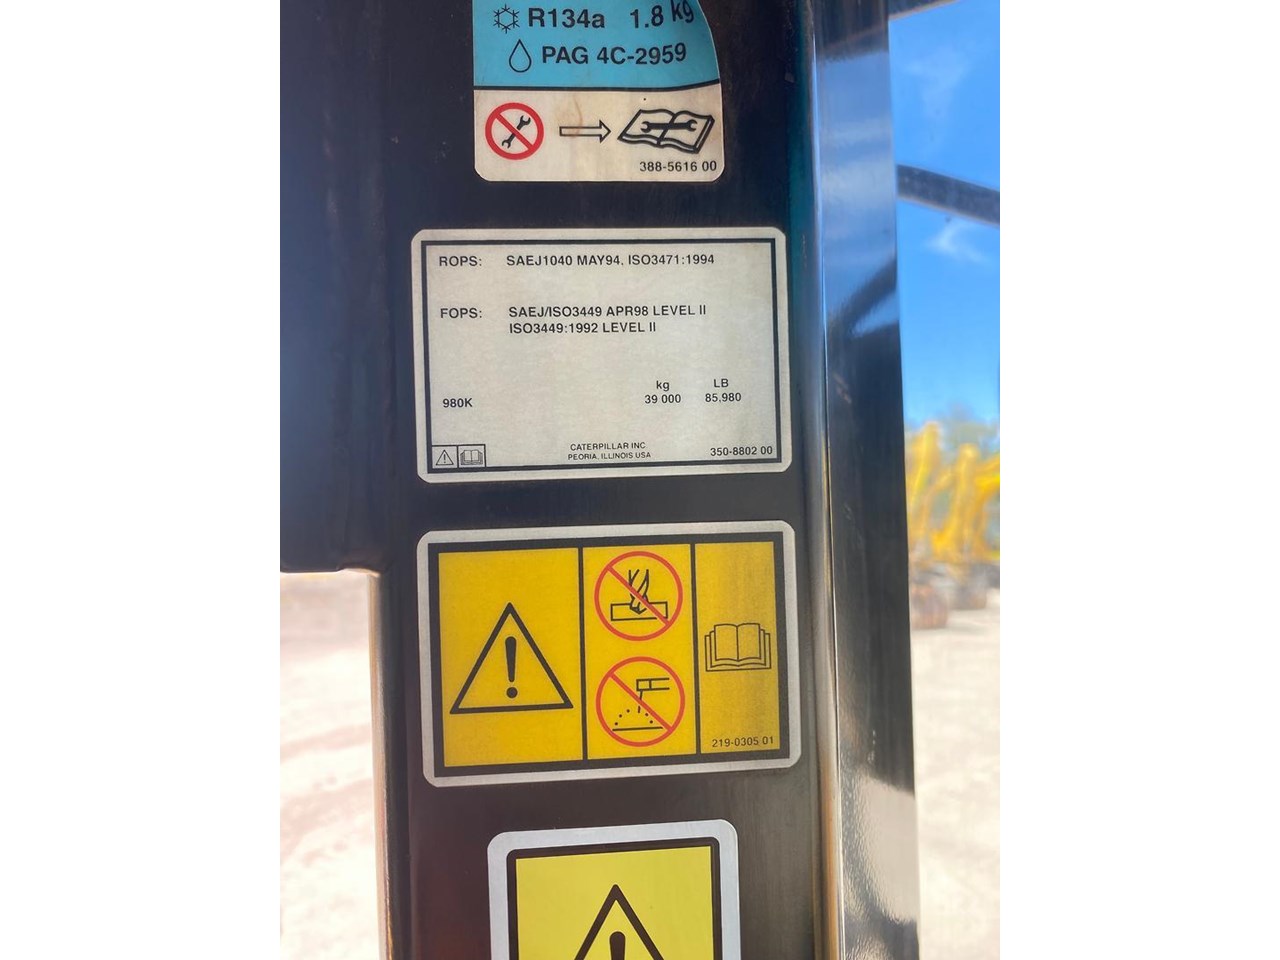 R134a 1.8 kg
PAG 4C-2959
388-5616 00
ROPS: SAEJ1040 MAY94, ISO3471:1994
FOPS: SAEJ/ISO3449 APR98 LEVEL II
ISO3449:1992 LEVEL II
kg LB
980K 39 000 85,980
CATERPILLAR INC
PEORIA, ILLINOIS USA 350-8802 00
219-0305 01